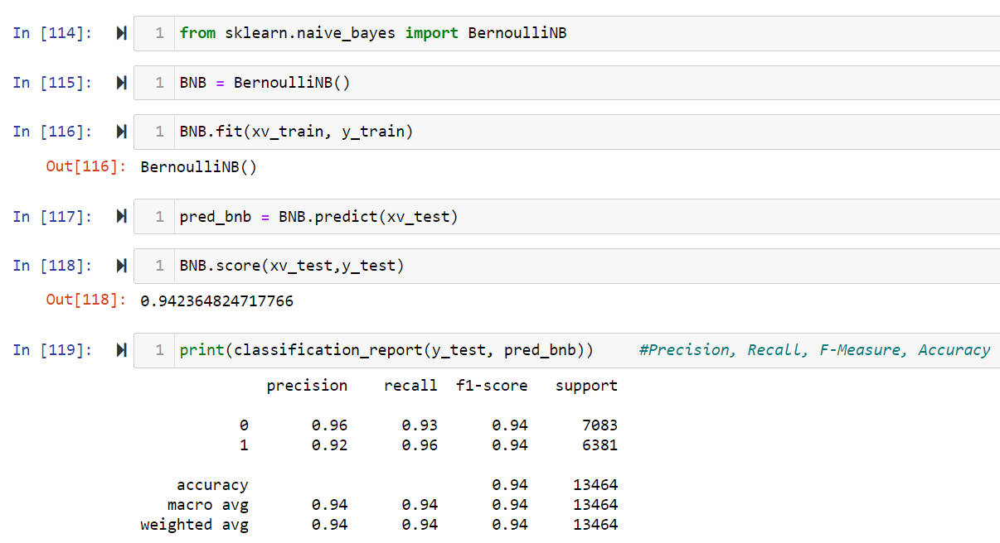 In [114]: 1 from sklearn.naive_bayes import BernoulliNB
In [115]: 1 BNB = BernoulliNB()
In [116]: 1 BNB.fit(xv_train, y_train)
Out[116]: BernoulliNB()
In [117]: 1 pred_bnb = BNB.predict(xv_test)
In [118]: 1 BNB.score(xv_test,y_test)
Out[118]: 0.942364824717766
In [119]: 1 print(classification_report(y_test, pred_bnb)) #Precision, Recall, F-Measure, Accuracy
precision recall f1-score support
0 0.96 0.93 0.94 7083
1 0.92 0.96 0.94 6381
accuracy 0.94 13464
macro avg 0.94 0.94 0.94 13464
weighted avg 0.94 0.94 0.94 13464